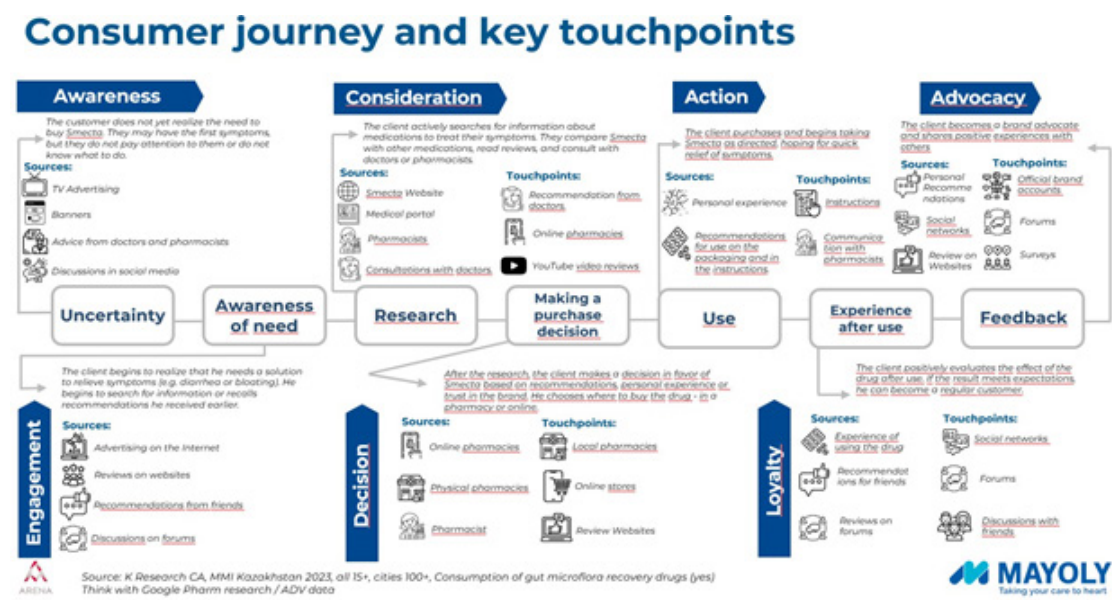 Consumer journey and key touchpoints
Awareness
The customer does not yet realize the need to
buy Smecta. They may have the first symptoms,
but they do not pay attention to them or do not
know what to do.
Sources:
TV Advertising
Banners
Advice from doctors and pharmacists
Discussions in social media
Consideration
The client actively searches for information about
medications to treat their symptoms. They compare Smecta
with other medications, read reviews, and consult with
doctors or pharmacists.
Sources:
Smecta Website
Medical portal
Pharmacists
Consultations with doctors
Touchpoints:
Recommendation from
doctors
Online pharmacies
YouTube video reviews
Action
The client purchases and begins taking
Smecta as directed, hoping for quick
relief of symptoms.
Sources:
Personal experience
Recommendations
for use on the
packaging and in
the instructions
Touchpoints:
Instructions
Communica
tion with
pharmacists
Advocacy
The client becomes a brand advocate
and shares positive experiences with
others
Sources:
Personal
Recomme
ndations
Social
networks
Review on
Websites
Touchpoints:
Official brand
accounts
Forums
Surveys
Uncertainty
Awareness
of need
Research
Making a
purchase
decision
Use
Experience
after use
Feedback
Engagement
The client begins to realize that he needs a solution
to relieve symptoms (e.g. diarrhea or bloating). He
begins to search for information or recalls
recommendations he received earlier.
Sources:
Advertising on the Internet
Reviews on websites
Recommendations from friends
Discussions on forums
Decision
After the research, the client makes a decision in favor of
Smecta based on recommendations, personal experience or
trust in the brand. He chooses where to buy the drug - in a
pharmacy or online.
Sources:
Online pharmacies
Physical pharmacies
Pharmacist
Touchpoints:
Local pharmacies
Online stores
Review Websites
Loyalty
The client positively evaluates the effect of the
drug after use, if the result meets expectations,
he can become a regular customer.
Sources:
Experience of
using the drug
Recommendat
ions for friends
Reviews on
forums
Touchpoints:
Social networks
Forums
Discussions with
friends
ARENA
Source: K Research CA, MMI Kazakhstan 2023, all 15+, cities 100+, Consumption of gut microflora recovery drugs (yes)
Think with Google Pharm research / ADV data
MAYOLY
Taking your care to heart